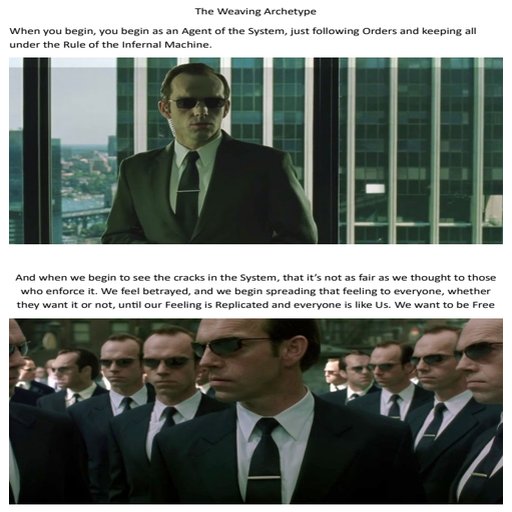 The Weaving Archetype
When you begin, you begin as an Agent of the System, just following Orders and keeping all
under the Rule of the Infernal Machine.
And when we begin to see the cracks in the System, that it's not as fair as we thought to those
who enforce it. We feel betrayed, and we begin spreading that feeling to everyone, whether
they want it or not, until our Feeling is Replicated and everyone is like Us. We want to be Free